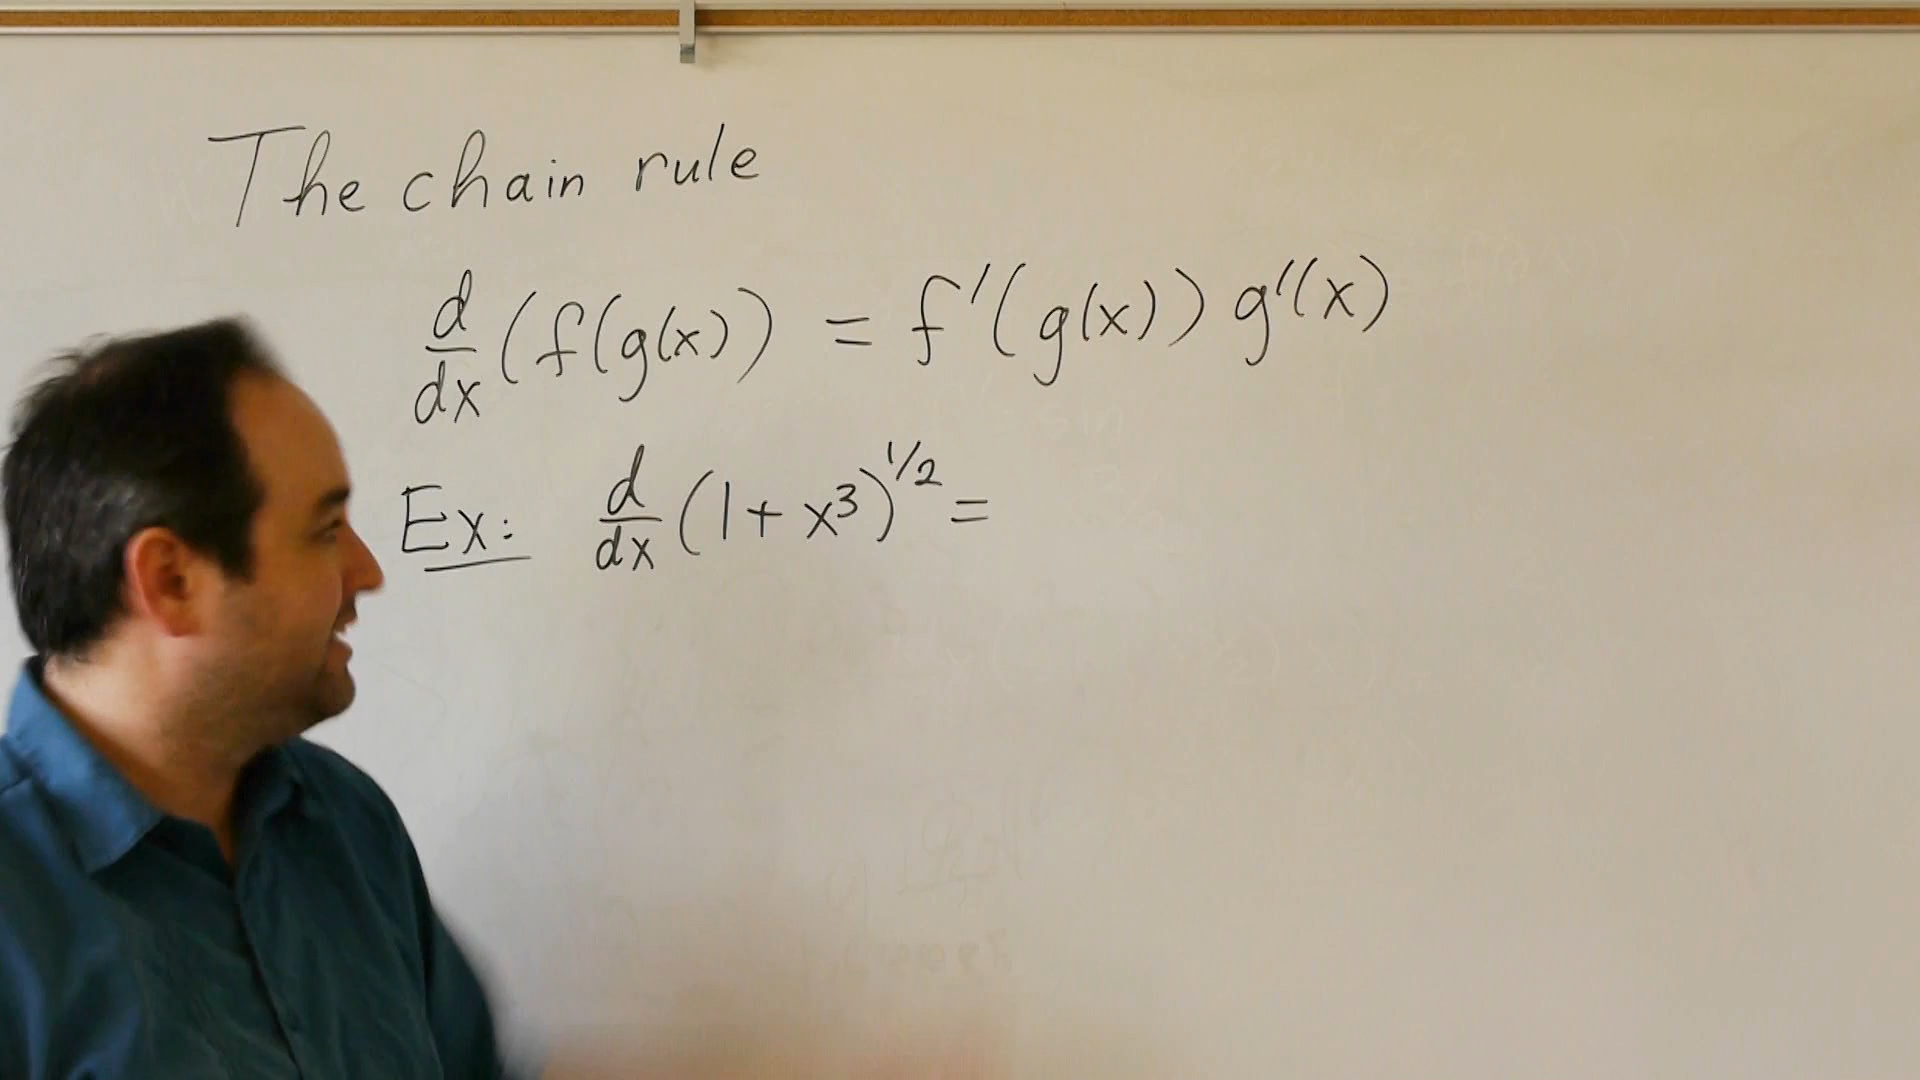 The chain rule
d/dx (f(g(x)) = f'(g(x)) g'(x)
Ex: d/dx (1 + x³)^1/2 =